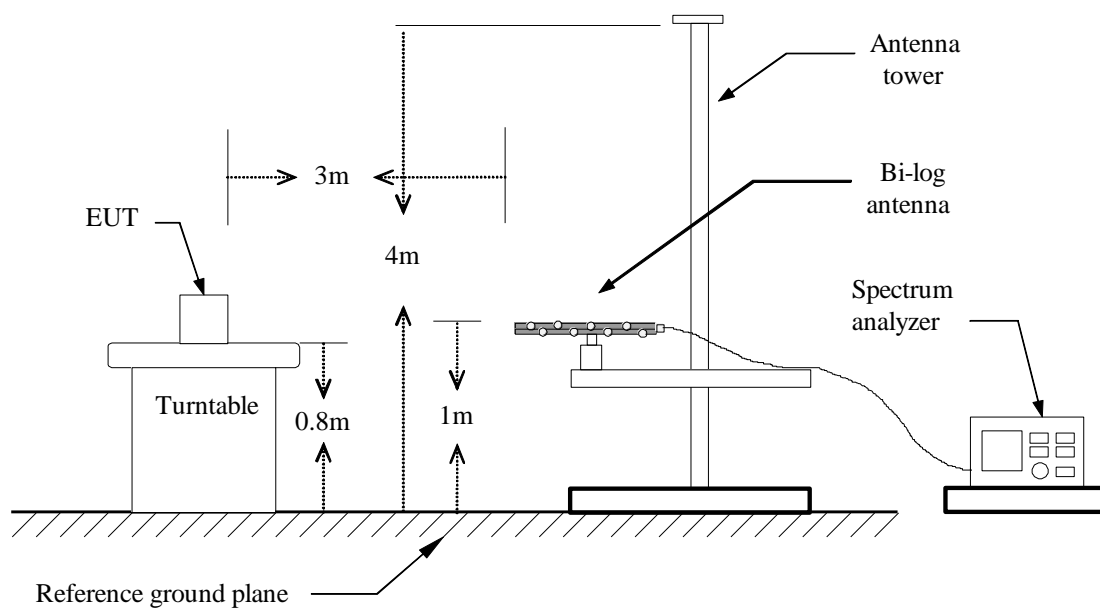 Antenna
tower
3m
Bi-log
antenna
EUT
4m
Spectrum
analyzer
Turntable
0.8m
1m
Reference ground plane